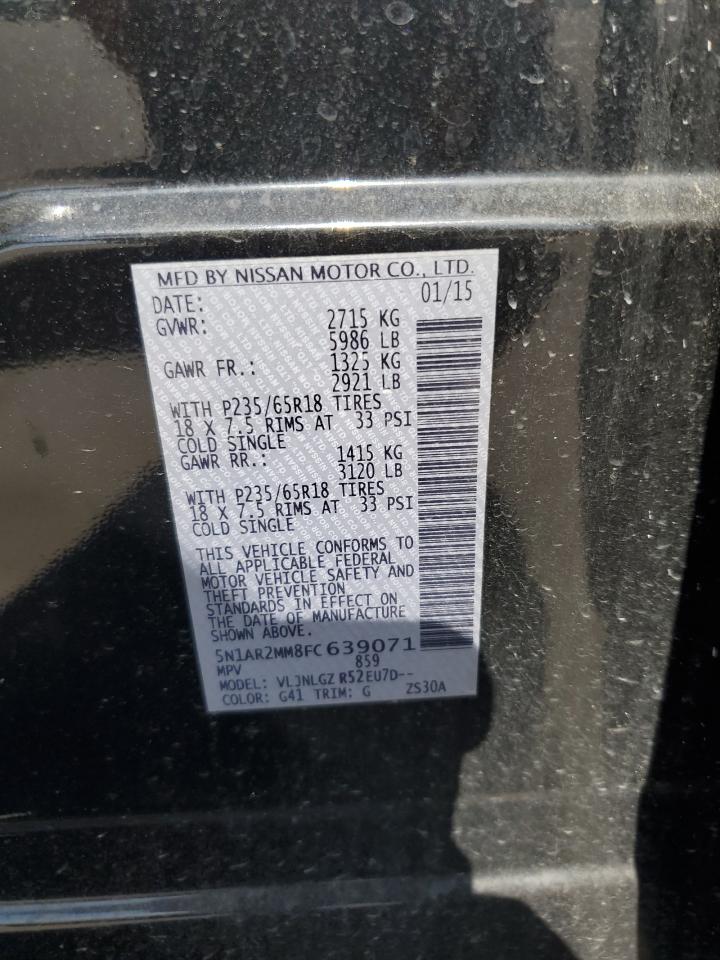 MFD BY NISSAN MOTOR CO., LTD.
DATE: 01/15
GVWR: 2715 KG
5986 LB
GAWR FR.: 1325 KG
2921 LB
WITH P235/65R18 TIRES
18 X 7.5 RIMS AT 33 PSI
COLD SINGLE
GAWR RR.: 1415 KG
3120 LB
WITH P235/65R18 TIRES
18 X 7.5 RIMS AT 33 PSI
COLD SINGLE
THIS VEHICLE CONFORMS TO
ALL APPLICABLE FEDERAL
MOTOR VEHICLE SAFETY AND
THEFT PREVENTION
STANDARDS IN EFFECT ON
THE DATE OF MANUFACTURE
SHOWN ABOVE.
5N1AR2MM8FC639071
MPV 859
MODEL: VLJNLGZ R52EU7D--
COLOR: G41 TRIM: G ZS30A